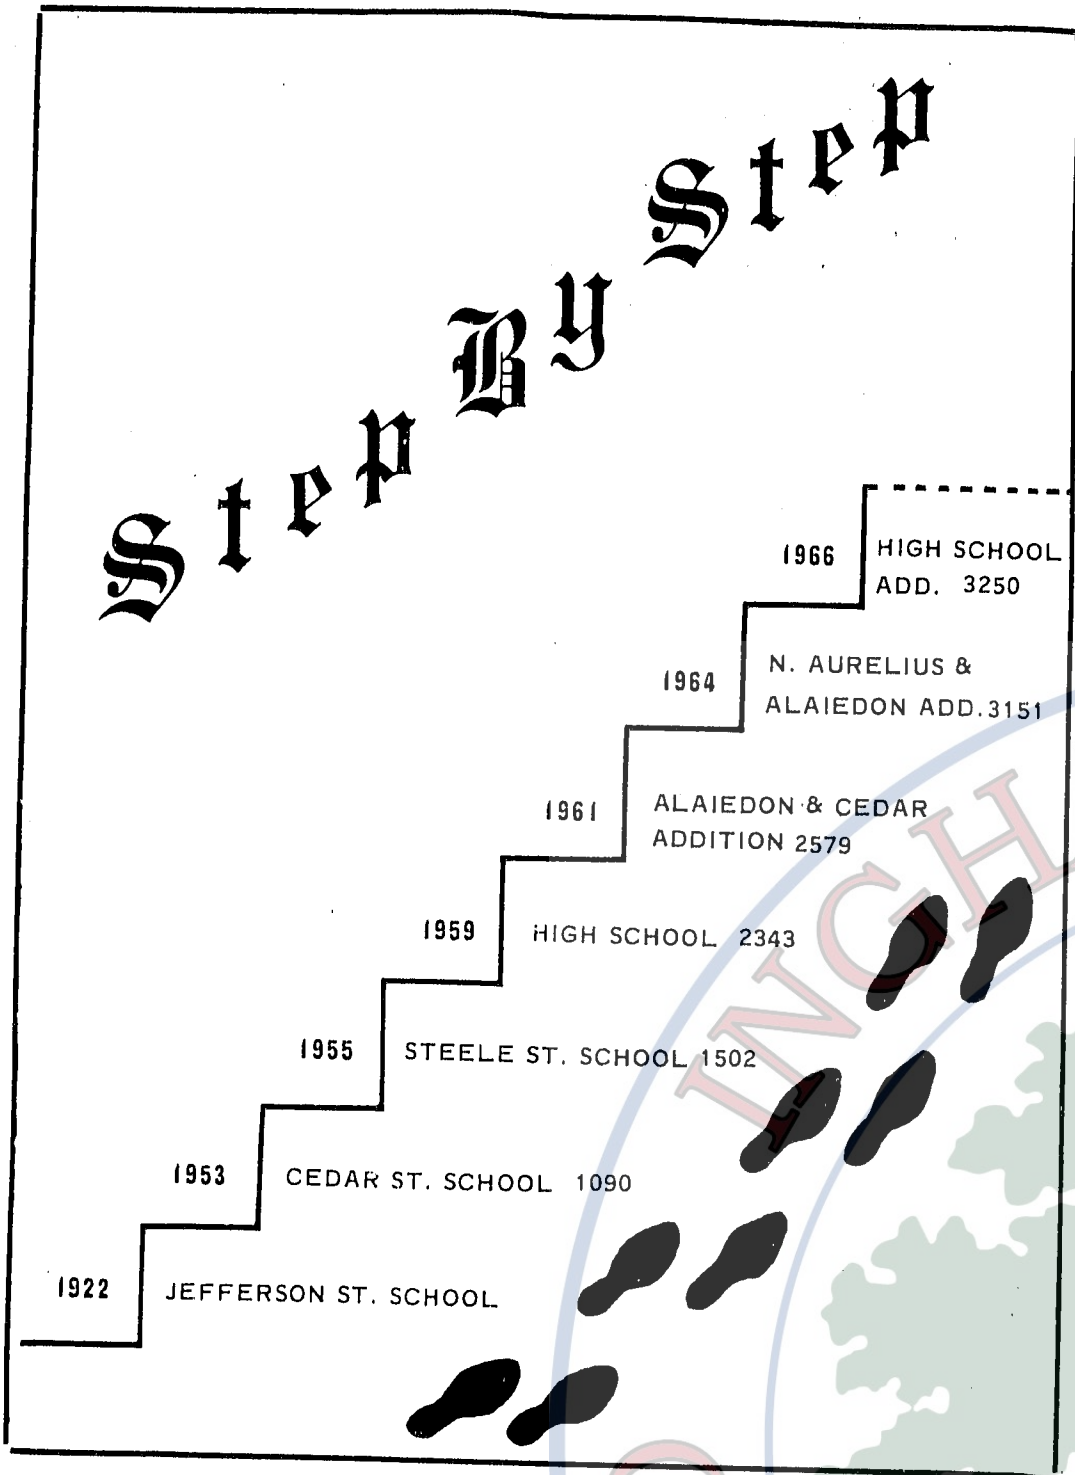 Step By Step
1966
HIGH SCHOOL
ADD. 3250
1964
N. AURELIUS &
ALAIEDON ADD. 3151
1961
ALAIEDON & CEDAR
ADDITION 2579
1959
HIGH SCHOOL 2343
1955
STEELE ST. SCHOOL 1502
1953
CEDAR ST. SCHOOL 1090
1922
JEFFERSON ST. SCHOOL
INGH